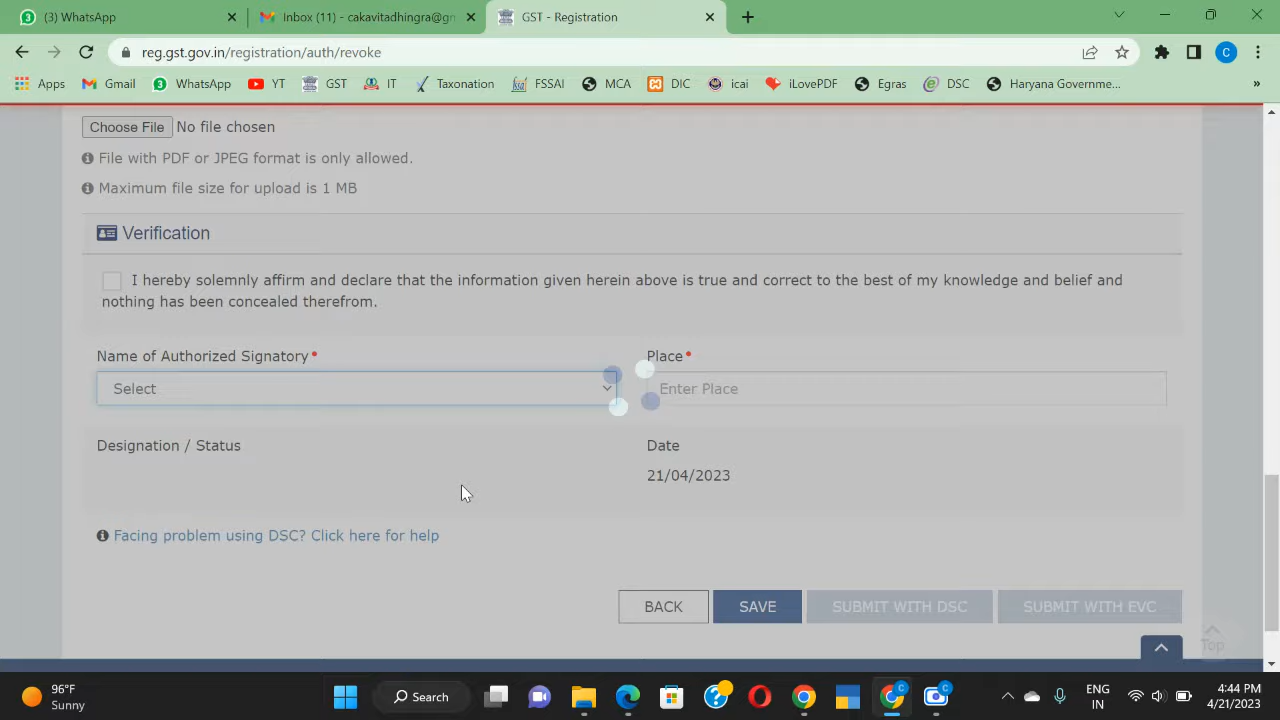 (3) WhatsApp
Inbox (11) - cakavitadhingra@gm
GST - Registration
reg.gst.gov.in/registration/auth/revoke
C
Apps Gmail WhatsApp YT GST IT Taxonation FSSAI MCA DIC icai iLovePDF Egras DSC Haryana Governme... »
Choose File No file chosen
File with PDF or JPEG format is only allowed.
Maximum file size for upload is 1 MB
Verification
I hereby solemnly affirm and declare that the information given herein above is true and correct to the best of my knowledge and belief and
nothing has been concealed therefrom.
Name of Authorized Signatory• Place•
Select Enter Place
Designation / Status Date
21/04/2023
Facing problem using DSC? Click here for help
BACK SAVE SUBMIT WITH DSC SUBMIT WITH EVC
Top
96°F
Sunny
Search
ENG
IN
4:44 PM
4/21/2023